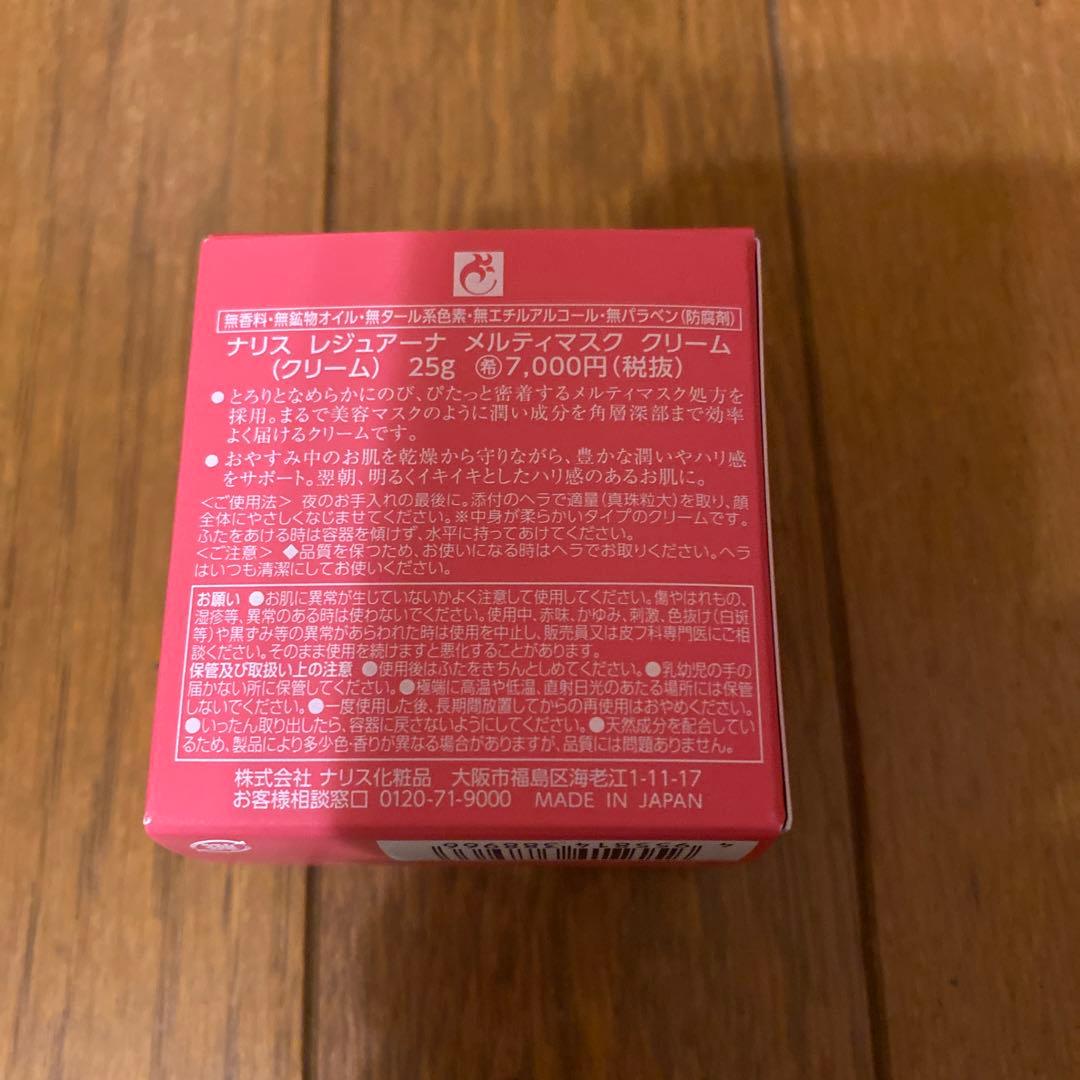 無香料・無鉱物オイル・無タール系色素・無エチルアルコール・無パラベン(防腐剤)
ナリス レジュアーナ メルティマスク クリーム
(クリーム) 25g ㊒7,000円(税抜)
●とろりとなめらかにのび、ぴたっと密着するメルティマスク処方を
採用。まるで美容マスクのように潤い成分を角層深部まで効率
よく届けるクリームです。
●おやすみ中のお肌を乾燥から守りながら、豊かな潤いやハリ感
をサポート。翌朝、明るくイキイキとしたハリ感のあるお肌に。
<ご使用法> 夜のお手入れの最後に。添付のヘラで適量(真珠粒大)を取り、顔
全体にやさしくなじませてください。※中身が柔らかいタイプのクリームです。
ふたをあける時は容器を傾けず、水平に持ってあけてください。
<ご注意> ◆品質を保つため、お使いになる時はヘラでお取りください。ヘラ
はいつも清潔にしてお使いください。
お願い ●お肌に異常が生じていないかよく注意して使用してください。傷やはれもの、
湿疹等、異常のある時は使わないでください。使用中、赤味、かゆみ、刺激、色抜け(白斑
等)や黒ずみ等の異常があらわれた時は使用を中止し、販売員又は皮フ科専門医にご相
談ください。そのまま使用を続けますと悪化することがあります。
保管及び取扱い上の注意 ●使用後はふたをきちんとしめてください。●乳幼児の手の
届かない所に保管してください。●極端に高温や低温、直射日光のあたる場所には保管
しないでください。●一度使用した後、長期間放置してからの再使用はおやめください。
●いったん取り出したら、容器に戻さないようにしてください。●天然成分を配合してい
るため、製品により多少色・香りが異なる場合がありますが、品質には問題ありません。
株式会社 ナリス化粧品 大阪市福島区海老江1-11-17
お客様相談窓口 0120-71-9000 MADE IN JAPAN
4 955814 388966